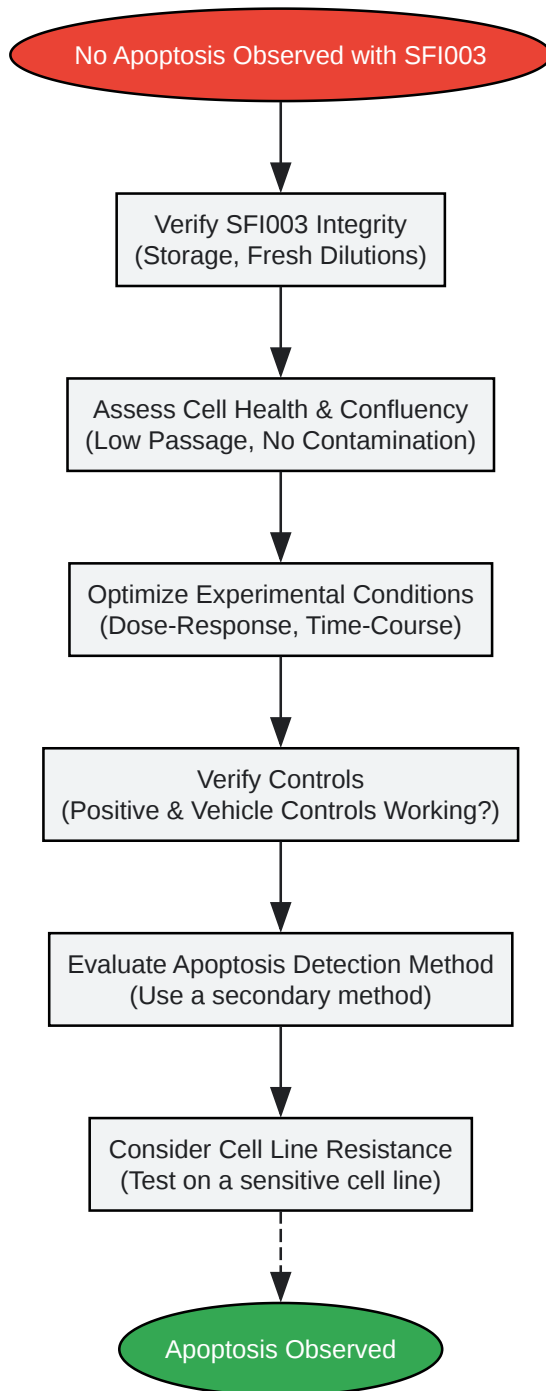 No Apoptosis Observed with SFI003
Verify SFI003 Integrity
(Storage, Fresh Dilutions)
Assess Cell Health & Confluency
(Low Passage, No Contamination)
Optimize Experimental Conditions
(Dose-Response, Time-Course)
Verify Controls
(Positive & Vehicle Controls Working?)
Evaluate Apoptosis Detection Method
(Use a secondary method)
Consider Cell Line Resistance
(Test on a sensitive cell line)
Apoptosis Observed